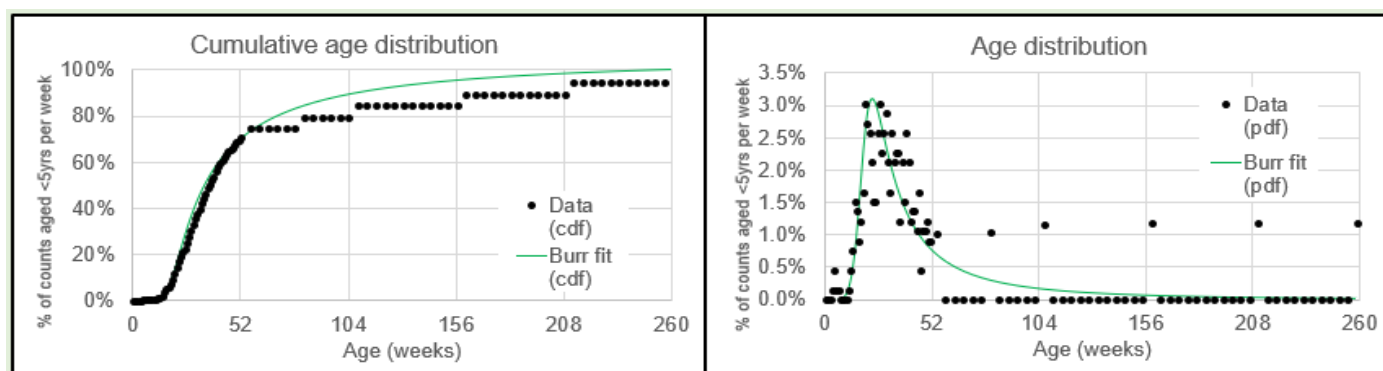 Cumulative age distribution
% of counts aged <5yrs per week
100%
80%
60%
40%
20%
0%
Data
(cdf)
Burr fit
(cdf)
0 52 104 156 208 260
Age (weeks)
Age distribution
% of counts aged <5yrs per week
3.5%
3.0%
2.5%
2.0%
1.5%
1.0%
0.5%
0.0%
Data
(pdf)
Burr fit
(pdf)
0 52 104 156 208 260
Age (weeks)